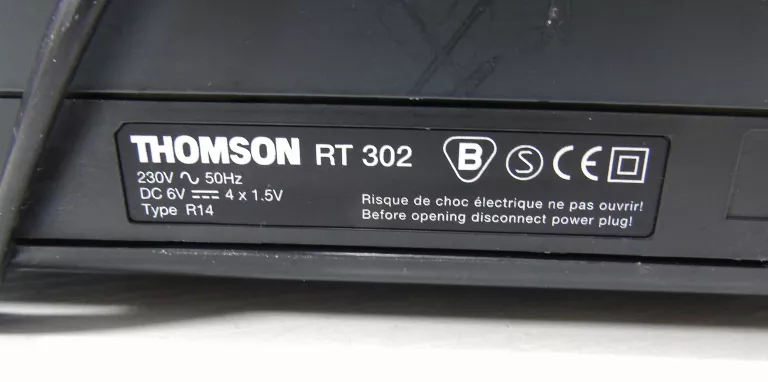 THOMSON RT 302 B S CE
230V ~ 50Hz
DC 6V ⎓ 4 x 1.5V
Type R14
Risque de choc électrique ne pas ouvrir!
Before opening disconnect power plug!